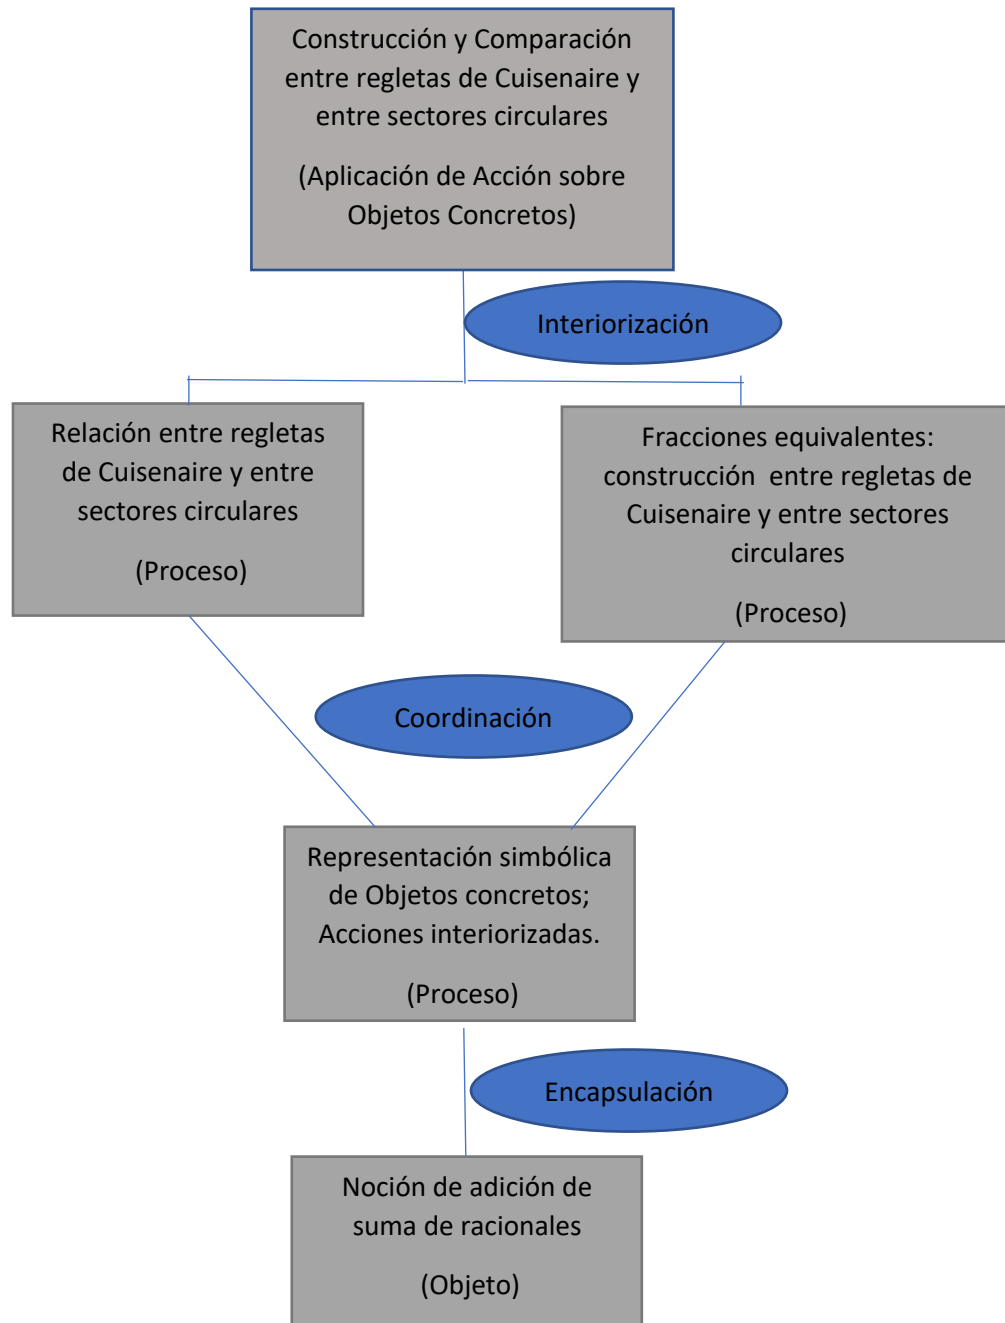 Construcción y Comparación
entre regletas de Cuisenaire y
entre sectores circulares
(Aplicación de Acción sobre
Objetos Concretos)
Interiorización
Relación entre regletas
de Cuisenaire y entre
sectores circulares
(Proceso)
Fracciones equivalentes:
construcción entre regletas de
Cuisenaire y entre sectores
circulares
(Proceso)
Coordinación
Representación simbólica
de Objetos concretos;
Acciones interiorizadas.
(Proceso)
Encapsulación
Noción de adición de
suma de racionales
(Objeto)